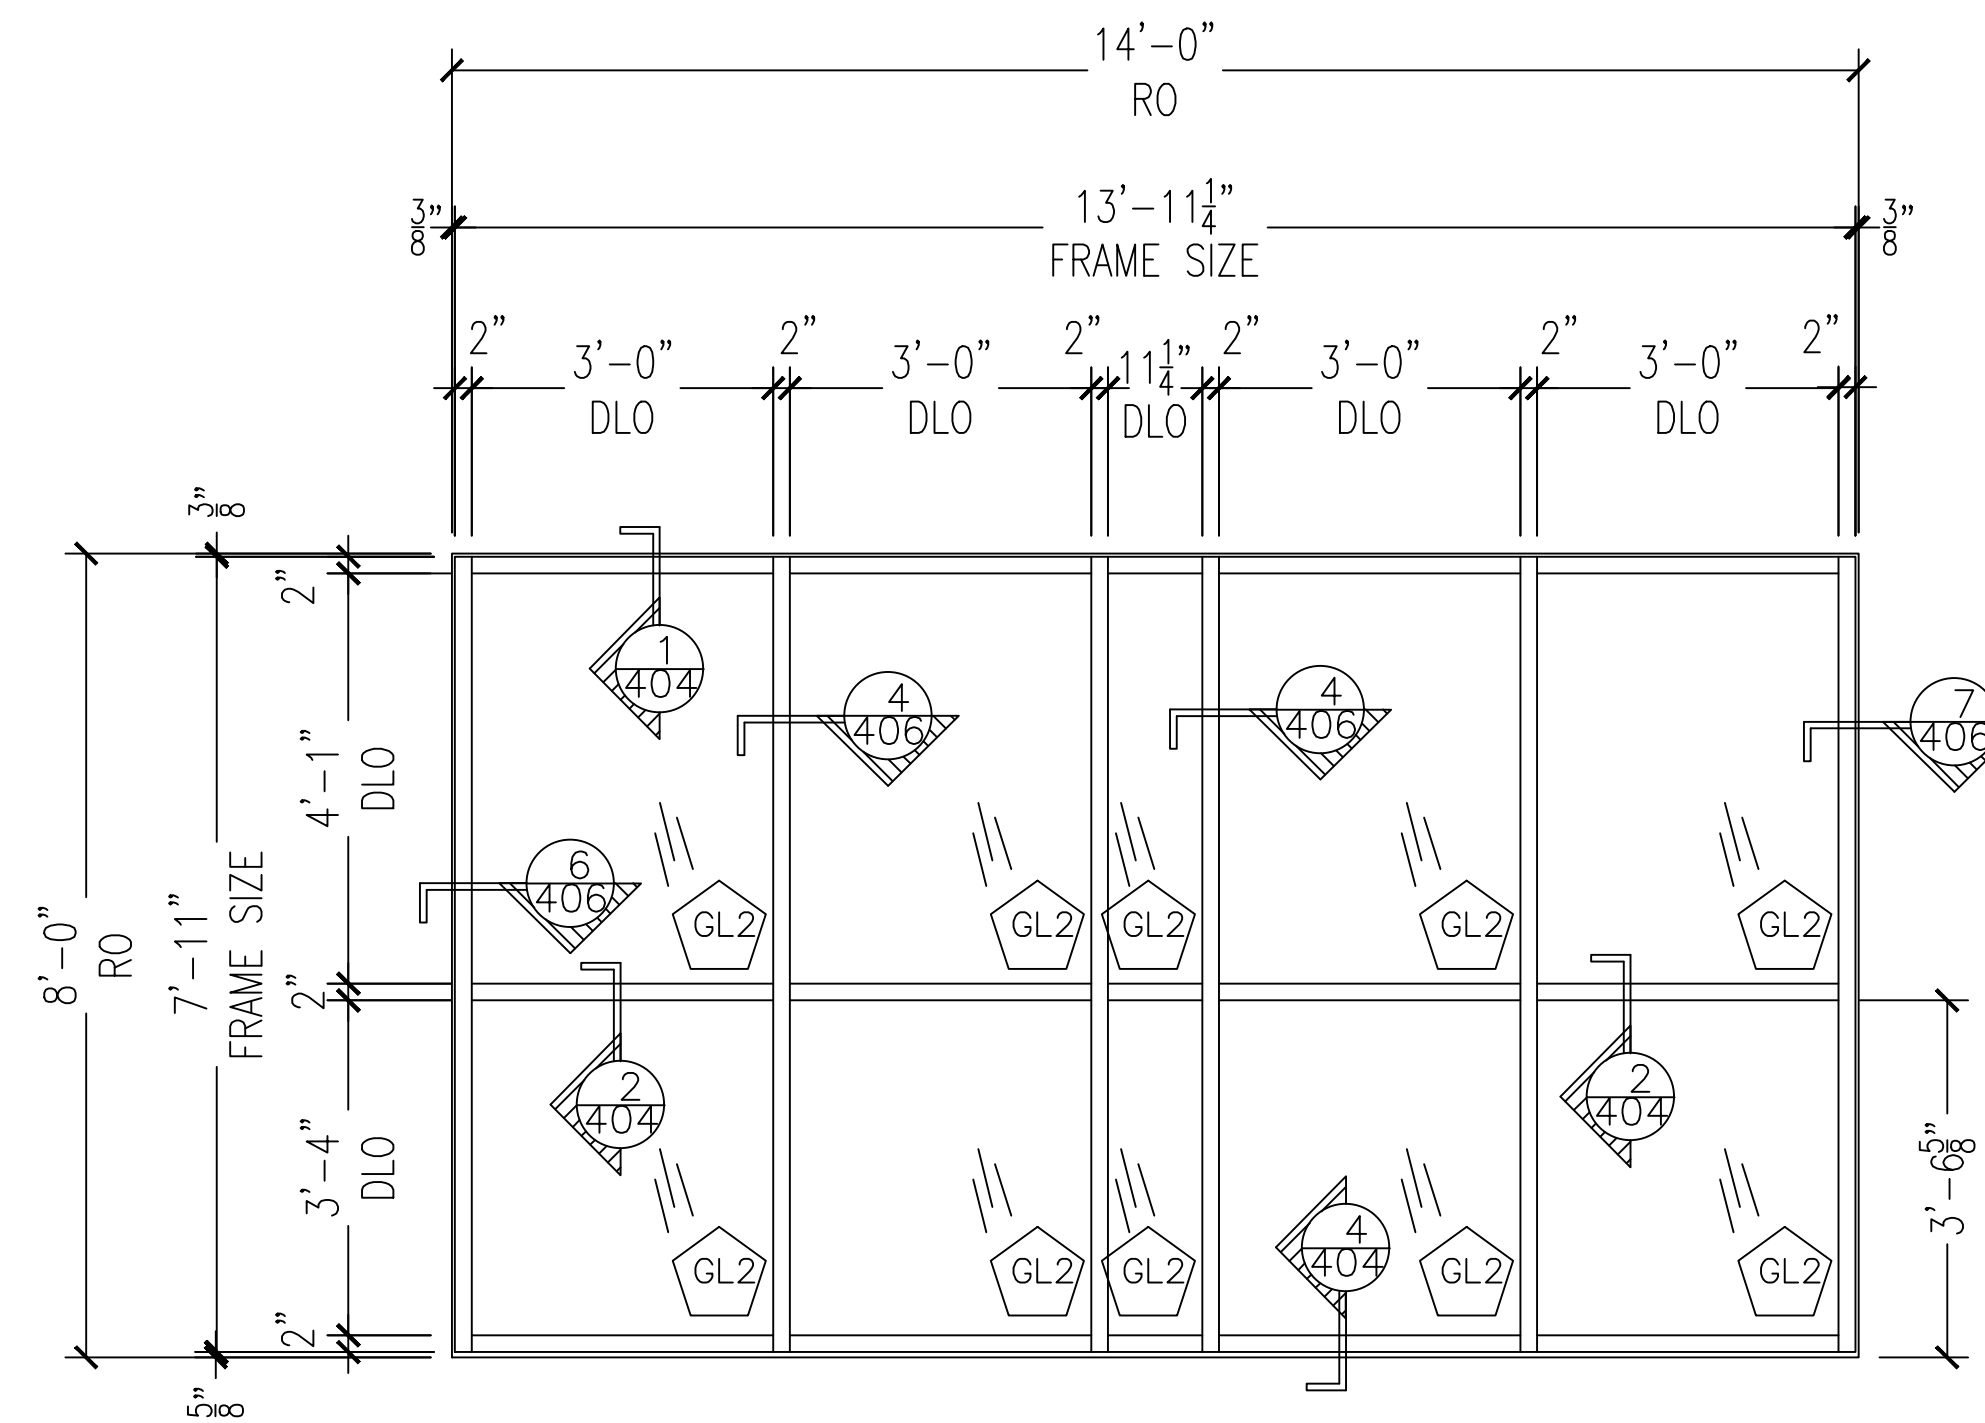 14'-0"
RO
3/8" 13'-11 1/4" 3/8"
FRAME SIZE
2" 3'-0" 2" 3'-0" 2" 11 1/4" 2" 3'-0" 2" 3'-0" 2"
DLO DLO DLO DLO DLO
3/8"
2"
1
404
4
406
4
406
7
406
4'-1"
DLO
6
406
GL2 GL2 GL2 GL2 GL2
8'-0"
RO
7'-11"
FRAME SIZE
2"
2
404
2
404
3'-4"
DLO
3'-6 5/8"
4
404
GL2 GL2 GL2 GL2 GL2
2"
5/8"